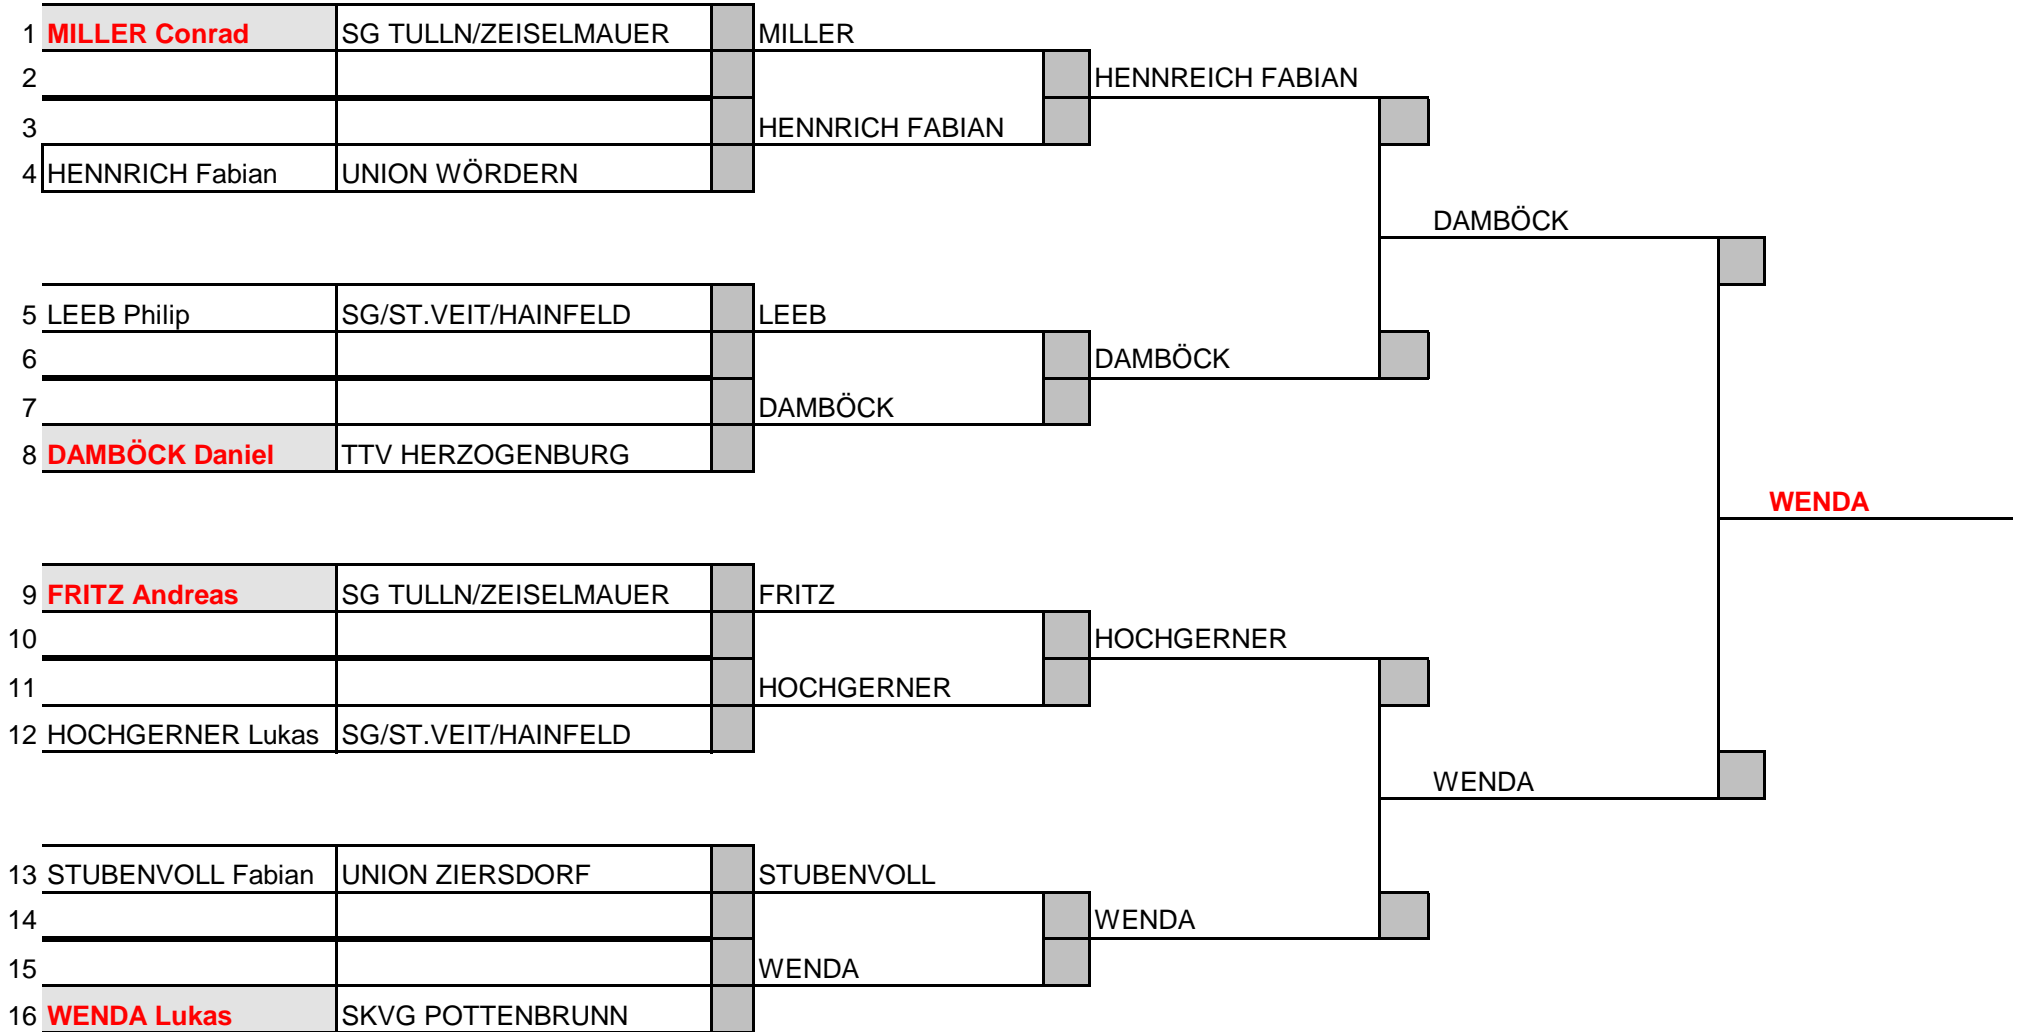 1 MILLER Conrad SG TULLN/ZEISELMAUER MILLER
2 HENNREICH FABIAN
3 HENNRICH FABIAN
4 HENNRICH Fabian UNION WÖRDERN
DAMBÖCK
5 LEEB Philip SG/ST.VEIT/HAINFELD LEEB
6 DAMBÖCK
7 DAMBÖCK
8 DAMBÖCK Daniel TTV HERZOGENBURG
WENDA
9 FRITZ Andreas SG TULLN/ZEISELMAUER FRITZ
10 HOCHGERNER
11 HOCHGERNER
12 HOCHGERNER Lukas SG/ST.VEIT/HAINFELD
WENDA
13 STUBENVOLL Fabian UNION ZIERSDORF STUBENVOLL
14 WENDA
15 WENDA
16 WENDA Lukas SKVG POTTENBRUNN